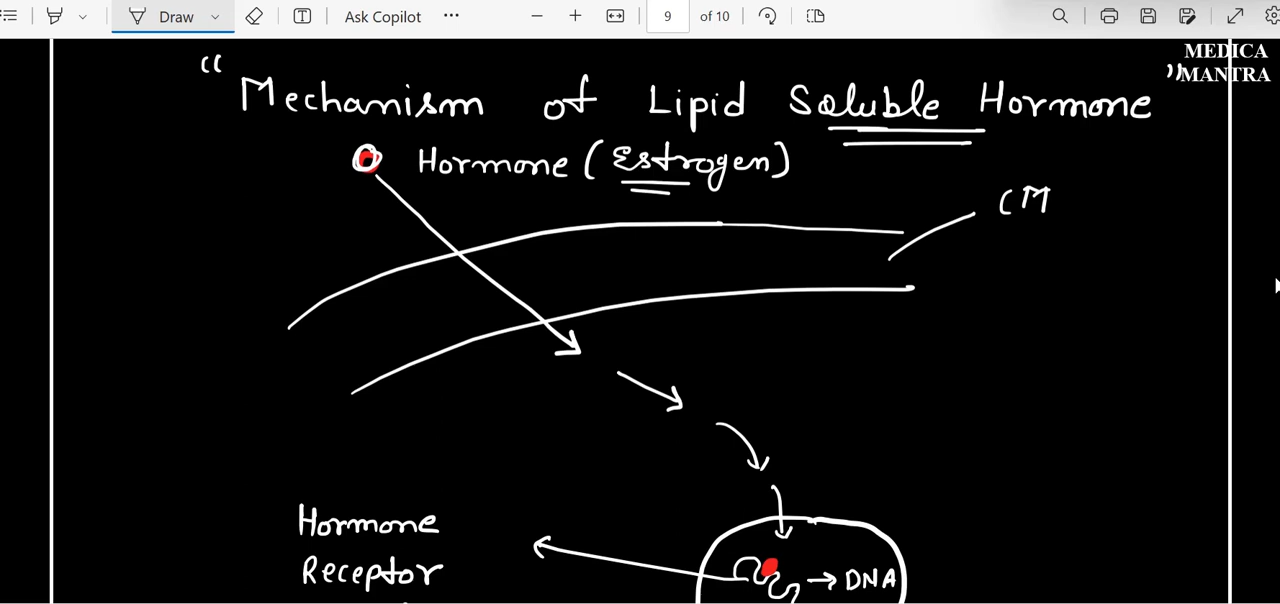 Draw
Ask Copilot
9 of 10
MEDICA
MANTRA
"Mechanism of Lipid Soluble Hormone"
Hormone (Estrogen)
CM
Hormone
Receptor
DNA